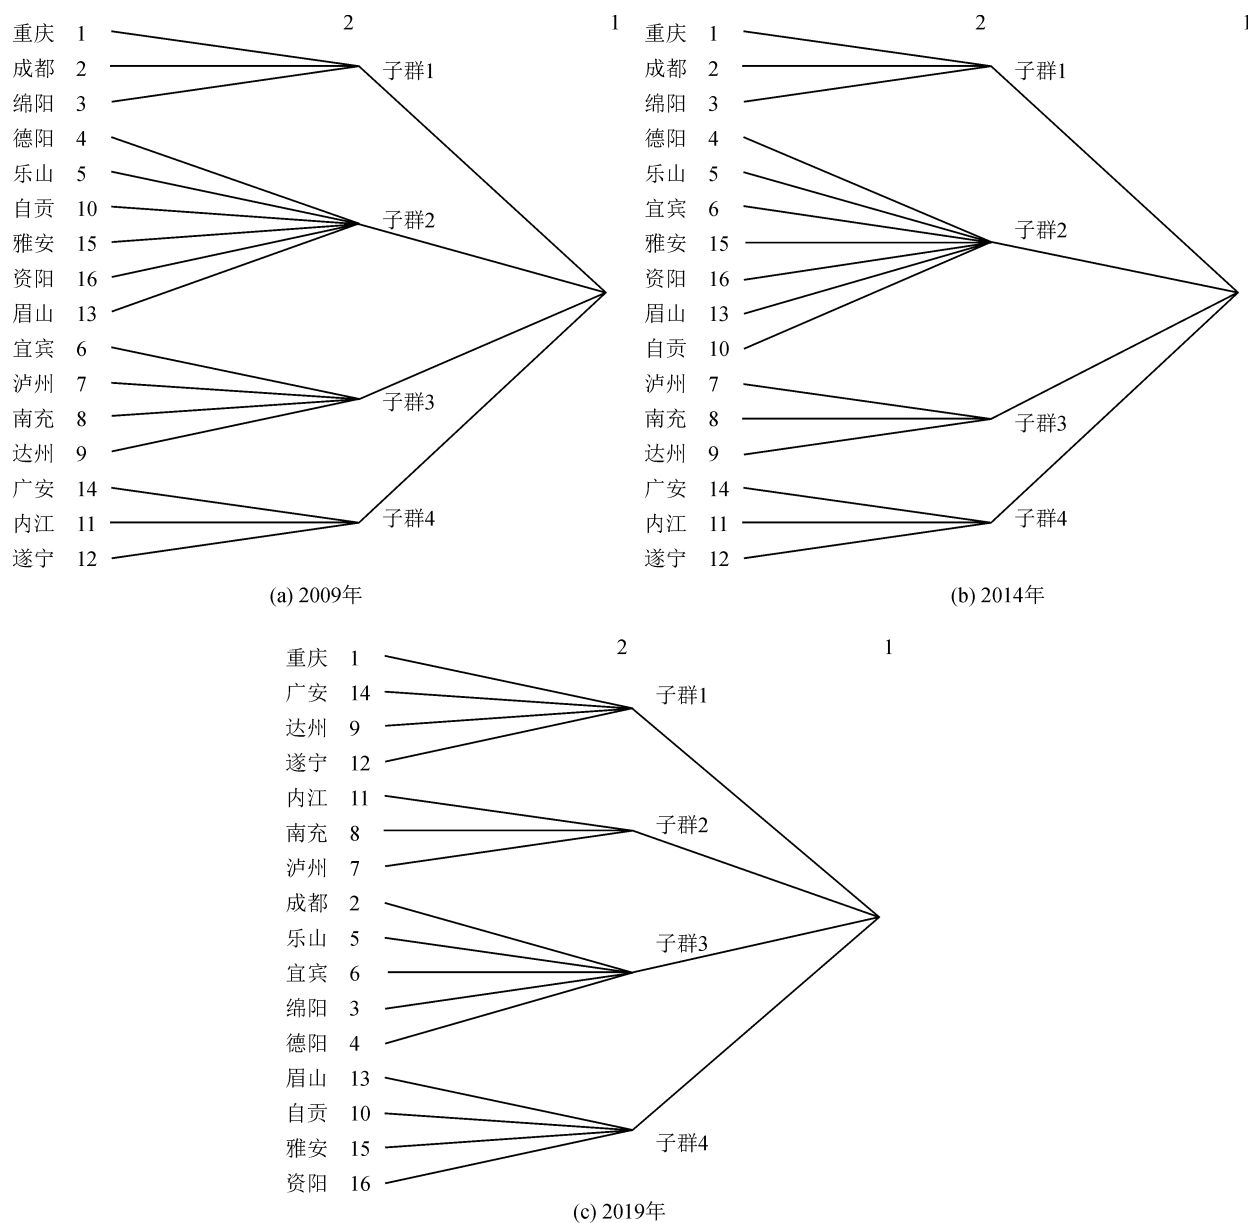 2 1
重庆 1
成都 2
子群1
绵阳 3
德阳 4
乐山 5
自贡 10
子群2
雅安 15
资阳 16
眉山 13
宜宾 6
泸州 7
子群3
南充 8
达州 9
广安 14
内江 11
子群4
遂宁 12
(a) 2009年
2 1
重庆 1
成都 2
子群1
绵阳 3
德阳 4
乐山 5
宜宾 6
子群2
雅安 15
资阳 16
眉山 13
自贡 10
泸州 7
南充 8
子群3
达州 9
广安 14
内江 11
子群4
遂宁 12
(b) 2014年
2 1
重庆 1
广安 14
子群1
达州 9
遂宁 12
内江 11
子群2
南充 8
泸州 7
成都 2
乐山 5
子群3
宜宾 6
绵阳 3
德阳 4
眉山 13
自贡 10
子群4
雅安 15
资阳 16
(c) 2019年